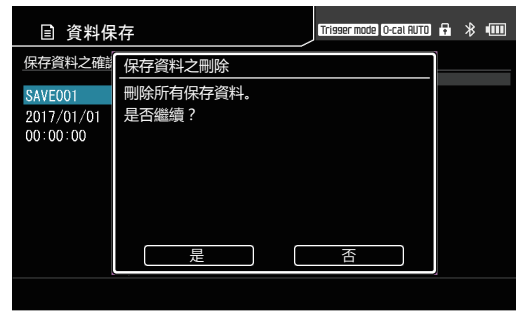 資料保存
Trigger mode 0-cal AUTO
保存資料之確認
保存資料之刪除
SAVE001
刪除所有保存資料。
2017/01/01
是否繼續？
00:00:00
是
否